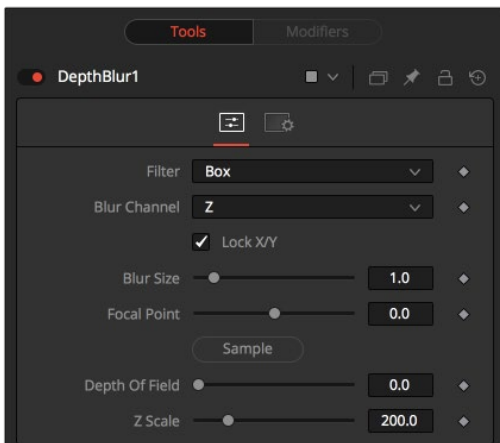 Tools Modifiers
DepthBlur1
Filter Box
Blur Channel Z
Lock X/Y
Blur Size 1.0
Focal Point 0.0
Sample
Depth Of Field 0.0
Z Scale 200.0